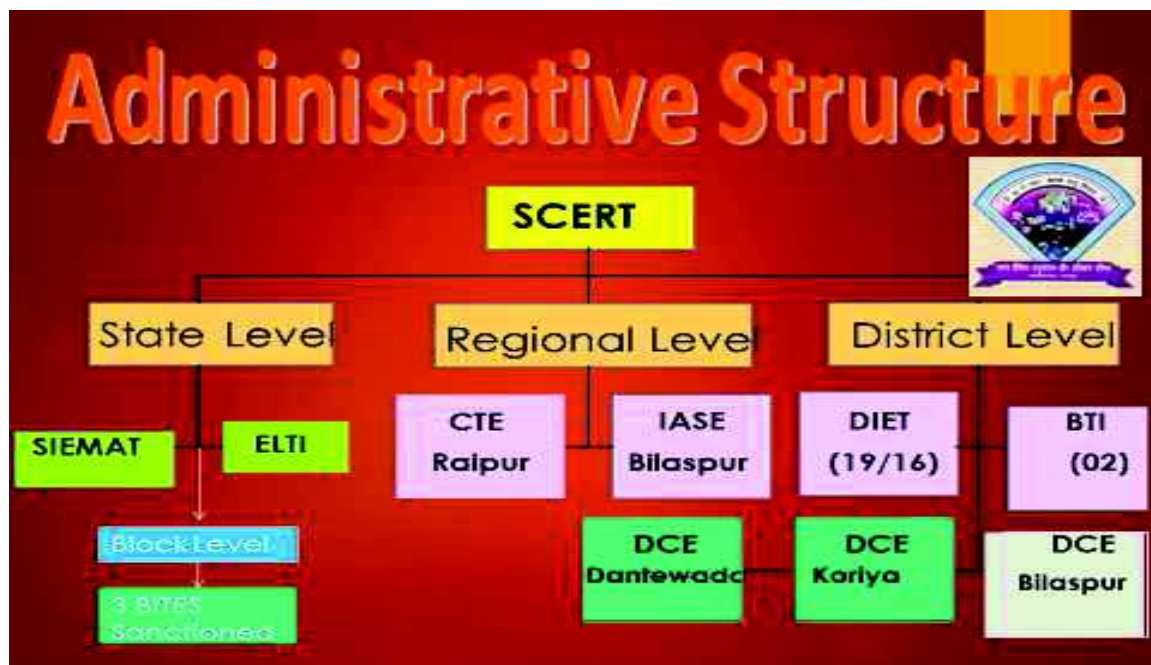 Administrative Structure
SCERT
State Level
Regional Level
District Level
SIEMAT
ELTI
CTE
Raipur
IASE
Bilaspur
DIET
(19/16)
BTI
(02)
Block Level
3 BITES
Sanctioned
DCE
Dantewada
DCE
Koriya
DCE
Bilaspur